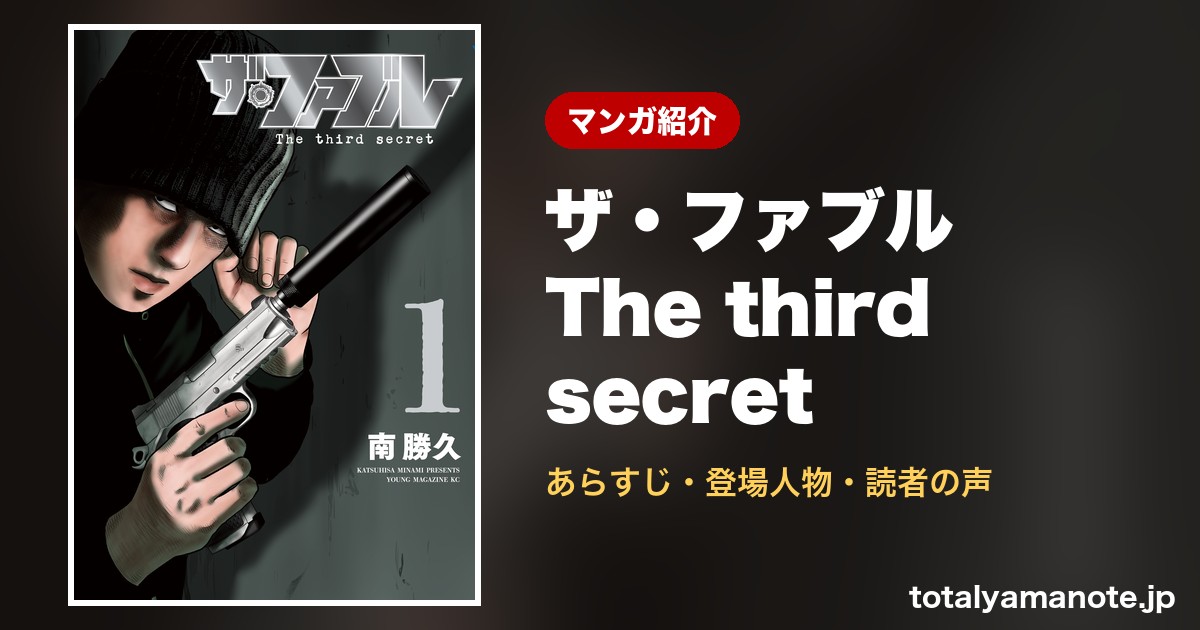 ザ・ファブル
The third secret
1
南 勝久
KATSUHISA MINAMI PRESENTS
YOUNG MAGAZINE KC
マンガ紹介
ザ・ファブル
The third
secret
あらすじ・登場人物・読者の声
totalyamanote.jp